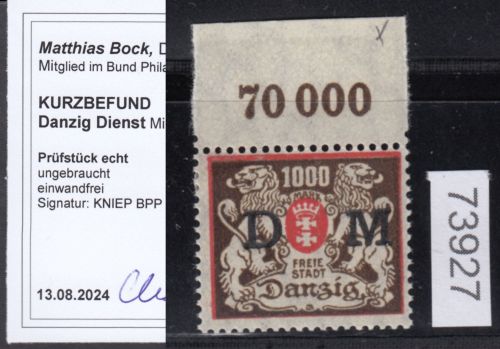 Matthias Bock,
Mitglied im Bund Phila
KURZBEFUND
Danzig Dienst Mi
Prüfstück echt
ungebraucht
einwandfrei
Signatur: KNIEP BPP
13.08.2024
70 000
1000
MARK
D M
FREIE
STADT
Danzig
73927